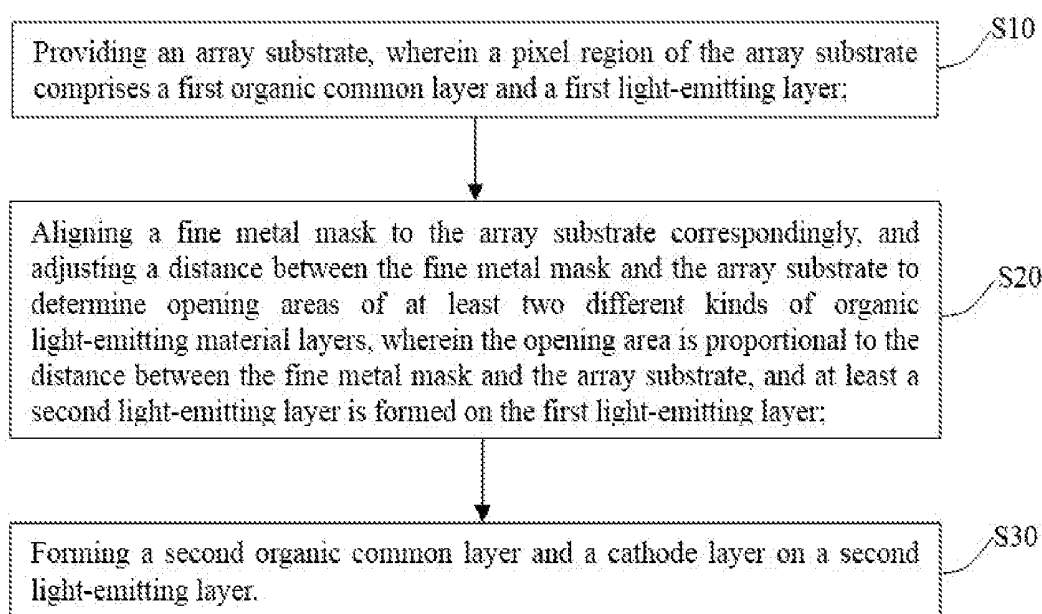 S10
Providing an array substrate, wherein a pixel region of the array substrate
comprises a first organic common layer and a first light-emitting layer;
Aligning a fine metal mask to the array substrate correspondingly, and
adjusting a distance between the fine metal mask and the array substrate to
determine opening areas of at least two different kinds of organic
light-emitting material layers, wherein the opening area is proportional to the
distance between the fine metal mask and the array substrate, and at least a
second light-emitting layer is formed on the first light-emitting layer;
S20
Forming a second organic common layer and a cathode layer on a second
light-emitting layer.
S30